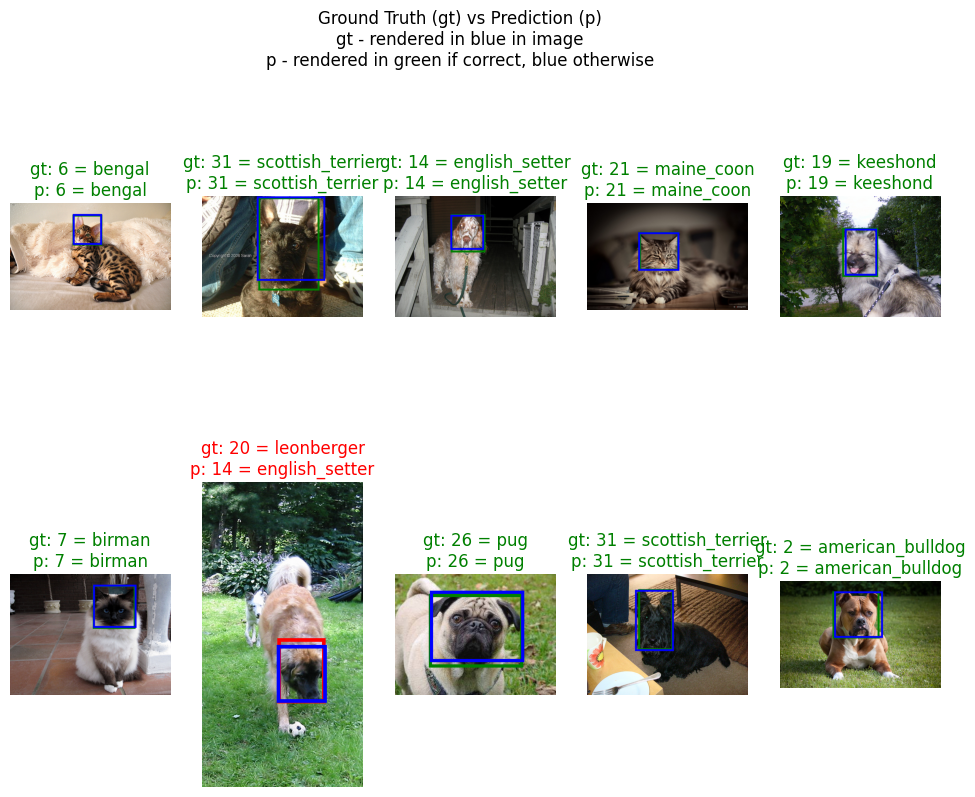 Ground Truth (gt) vs Prediction (p)
gt - rendered in blue in image
p - rendered in green if correct, blue otherwise
gt: 6 = bengal
p: 6 = bengal
gt: 31 = scottish_terrier
p: 31 = scottish_terrier
gt: 14 = english_setter
p: 14 = english_setter
gt: 21 = maine_coon
p: 21 = maine_coon
gt: 19 = keeshond
p: 19 = keeshond
gt: 7 = birman
p: 7 = birman
gt: 20 = leonberger
p: 14 = english_setter
gt: 26 = pug
p: 26 = pug
gt: 31 = scottish_terrier
p: 31 = scottish_terrier
gt: 2 = american_bulldog
p: 2 = american_bulldog